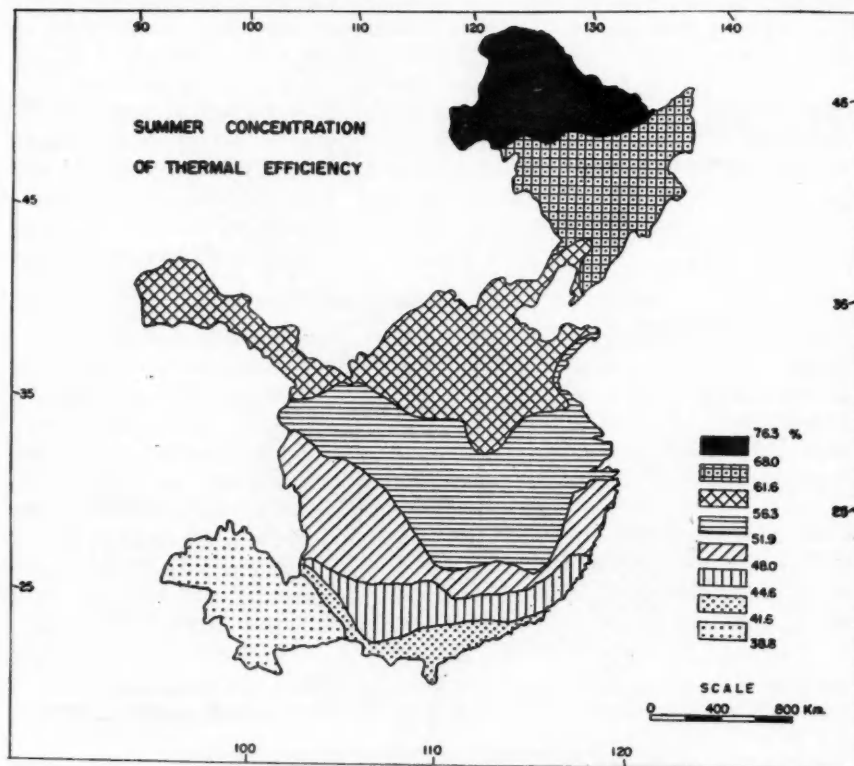 90 100 110 120 130 140
SUMMER CONCENTRATION
OF THERMAL EFFICIENCY
45
45
35
35
25
25
76.3 %
68.0
61.6
56.3
51.9
48.0
44.6
41.6
38.8
SCALE
0 400 800 Km.
100 110 120